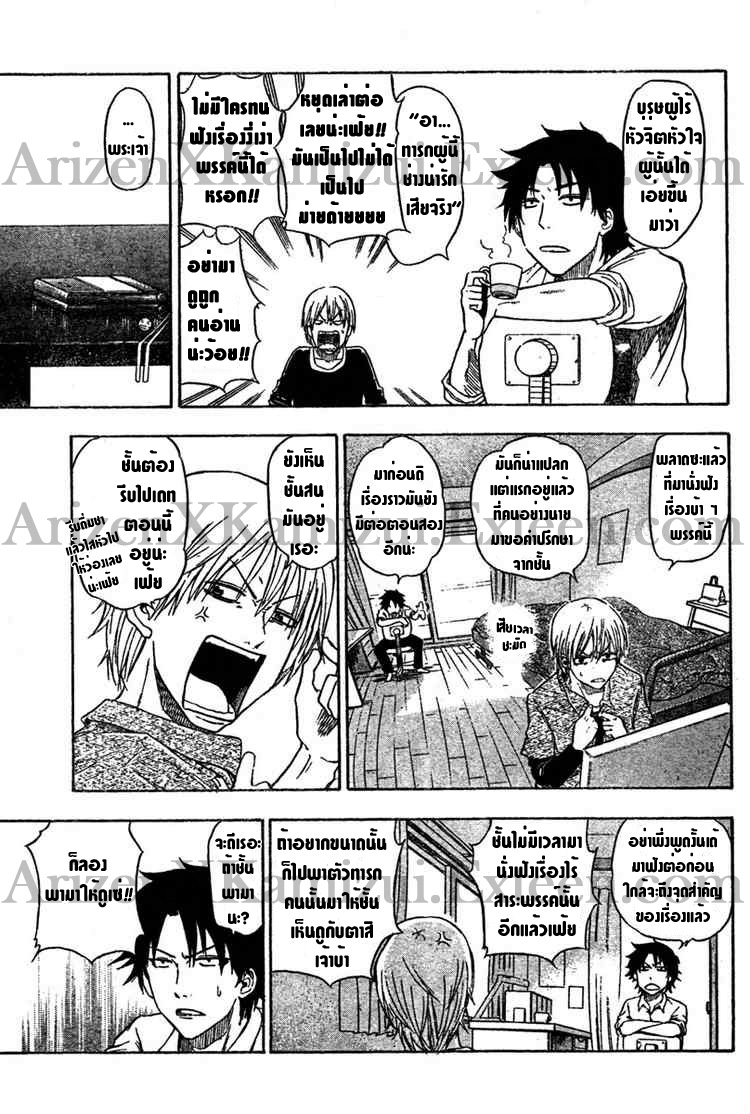 บุรุษผู้ไร้
หัวจิตหัวใจ
ผู้นั้นได้
เอ่ยขึ้น
มาว่า
“อา...
ทารกผู้นี้
ช่างน่ารัก
เสียจริง”
หยุดเล่าต่อ
เลยน่ะเฟ้ย!!
มันเป็นไปไม่ได้
เป็นไป
ม่ายด้ายยยย
ไม่มีใครทน
ฟังเรื่องงี่เง่า
พรรค์นี้ได้
หรอก!!
อย่ามา
ดูถูก
คนอ่าน
น่ะว้อย!!
...
พระเจ้า
พลาดซะแล้ว
ที่มานั่งฟัง
เรื่องบ้า ๆ
พรรค์นี้
มันก็น่าแปลก
แต่แรกอยู่แล้ว
ที่คนอย่างนาย
มาขอคำปรึกษา
จากชั้น
มาก่อนดิ
เรื่องราวมันยัง
มีต่อตอนสอง
อีกน่ะ
เสียเวลา
ชะมัด
ยังเห็น
ชั้นสน
มันอยู่
เรอะ
ชั้นต้อง
รีบไปเดท
ตอนนี้
อยู่นะ
เฟ้ย
รีบดื่มชา
แล้วใสหัวไป
ให้ว่องเลย
น่ะเฟ้ย
อย่าพึ่งพูดงั้นเด้
มาฟังต่อก่อน
ใกล้จะถึงจุดสำคัญ
ของเรื่องแล้ว
ชั้นไม่มีเวลามา
นั่งฟังเรื่องไร้
สาระพรรค์นั้น
อีกแล้วเฟ้ย
ถ้าอยากขนาดนั้น
ก็ไปพาตัวทารก
คนนั้นมาให้ชั้น
เห็นดูกับตาสิ
เจ้าบ้า
จะดีเรอะ
ถ้าชั้น
พามา
นะ?
ก็ลอง
พามาให้ดูเซ่!!
ArizenXKamizui.Exteen.com
ArizenXKamizui.Exteen.com
ArizenXKamizui.Exteen.com